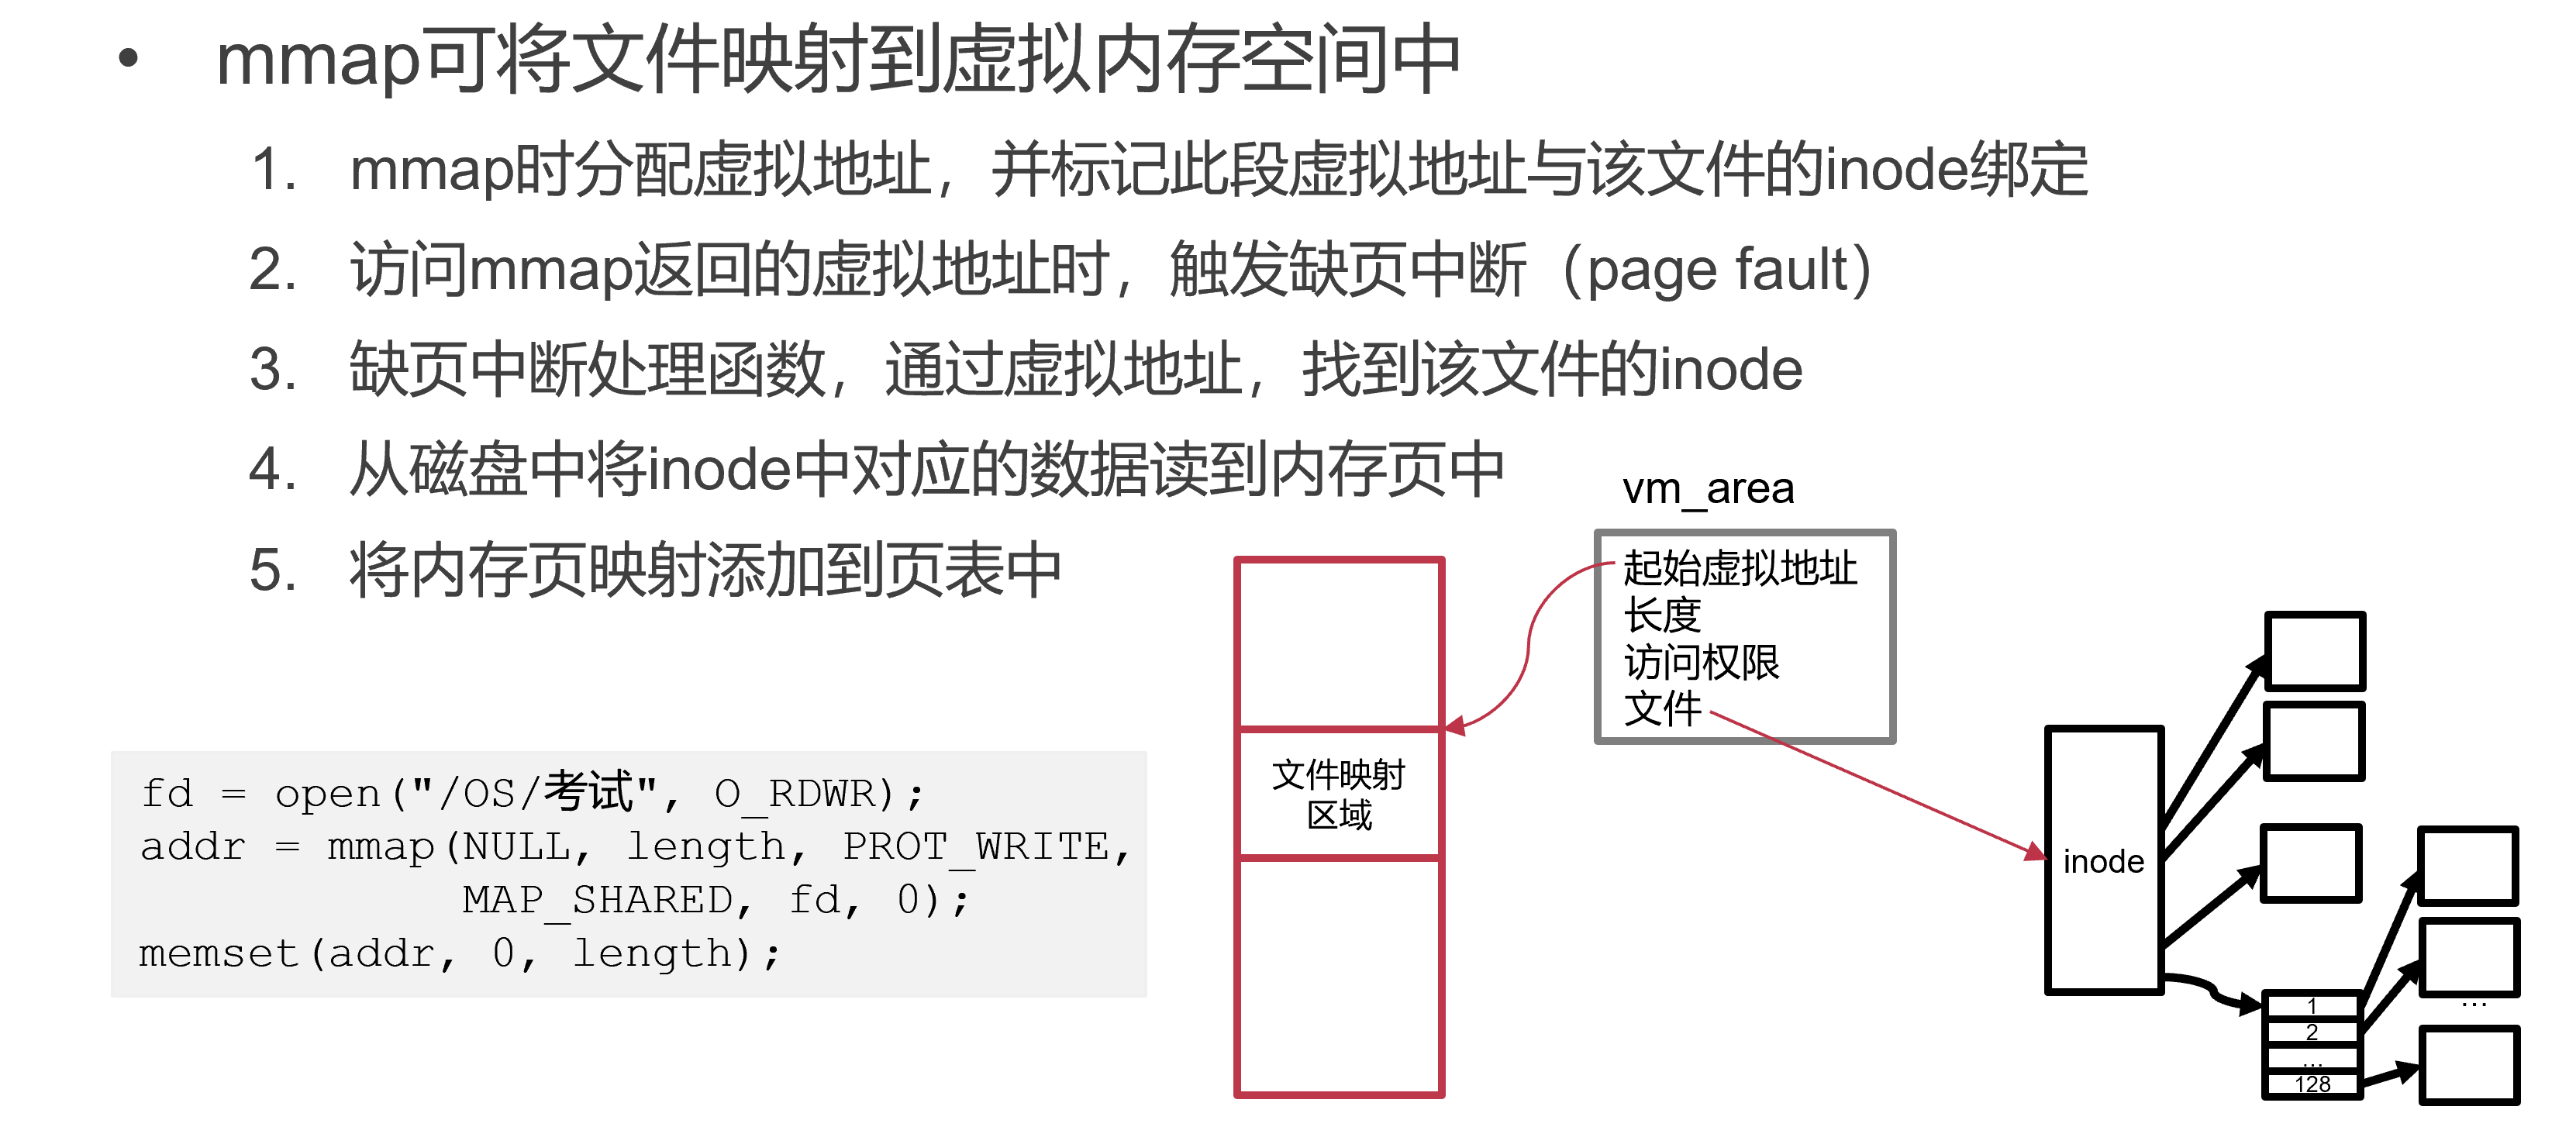 • mmap可将文件映射到虚拟内存空间中
1. mmap时分配虚拟地址，并标记此段虚拟地址与该文件的inode绑定
2. 访问mmap返回的虚拟地址时，触发缺页中断（page fault）
3. 缺页中断处理函数，通过虚拟地址，找到该文件的inode
4. 从磁盘中将inode中对应的数据读到内存页中
5. 将内存页映射添加到页表中
fd = open("/OS/考试", O_RDWR);
addr = mmap(NULL, length, PROT_WRITE,
MAP_SHARED, fd, 0);
memset(addr, 0, length);
文件映射
区域
vm_area
起始虚拟地址
长度
访问权限
文件
inode
1
2
...
128
...